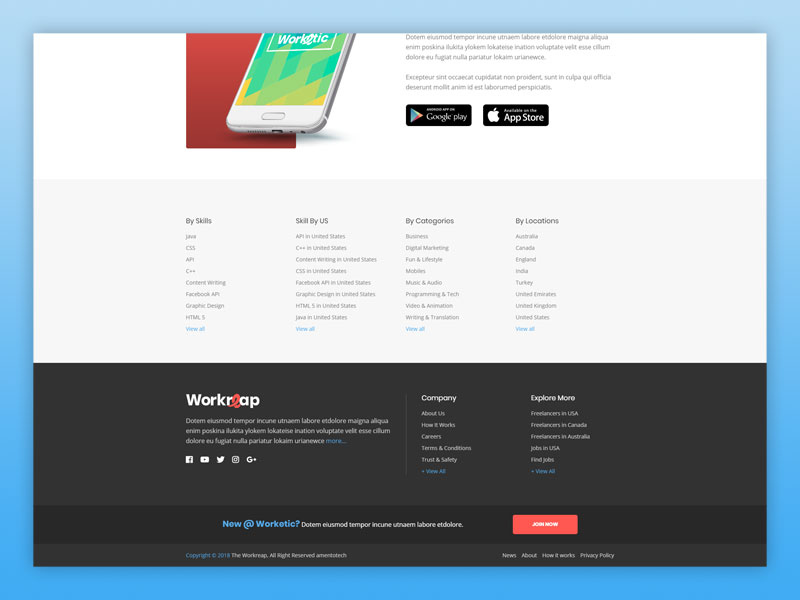 Worketic
Dotem eiusmod tempor incune utnaem labore etdolore magna aliqua
enim poskina ilukita ylokem lokateise ination voluptate velit esse cillum
dolore eu fugiat nulla pariatur lokaim urianewce.
Excepteur sint occaecat cupidatat non proident, sunt in culpa qui officia
deserunt mollit anim id est laborumed perspiciatis.
ANDROID APP ON
Google play
Available on the
App Store
By Skills
Java
CSS
API
C++
Content Writing
Facebook API
Graphic Design
HTML 5
View all
Skill By US
API in United States
C++ in United States
Content Writing in United States
CSS in United States
Facebook API in United States
Graphic Design in United States
HTML 5 in United States
Java in United States
View all
By Categories
Business
Digital Marketing
Fun & Lifestyle
Mobiles
Music & Audio
Programming & Tech
Video & Animation
Writing & Translation
View all
By Locations
Australia
Canada
England
India
Turkey
United Emirates
United Kingdom
United States
View all
Workreap
Dotem eiusmod tempor incune utnaem labore etdolore maigna aliqua
enim poskina ilukita ylokem lokateise ination voluptate velit esse cillum
dolore eu fugiat nulla pariatur lokaim urianewce more...
Company
About Us
How It Works
Careers
Terms & Conditions
Trust & Safety
+ View All
Explore More
Freelancers in USA
Freelancers in Canada
Freelancers in Australia
Jobs in USA
Find Jobs
+ View All
New @ Worketic? Dotem eiusmod tempor incune utnaem labore etdolore.
JOIN NOW
Copyright © 2018 The Workreap, All Right Reserved amentotech
News About How it works Privacy Policy